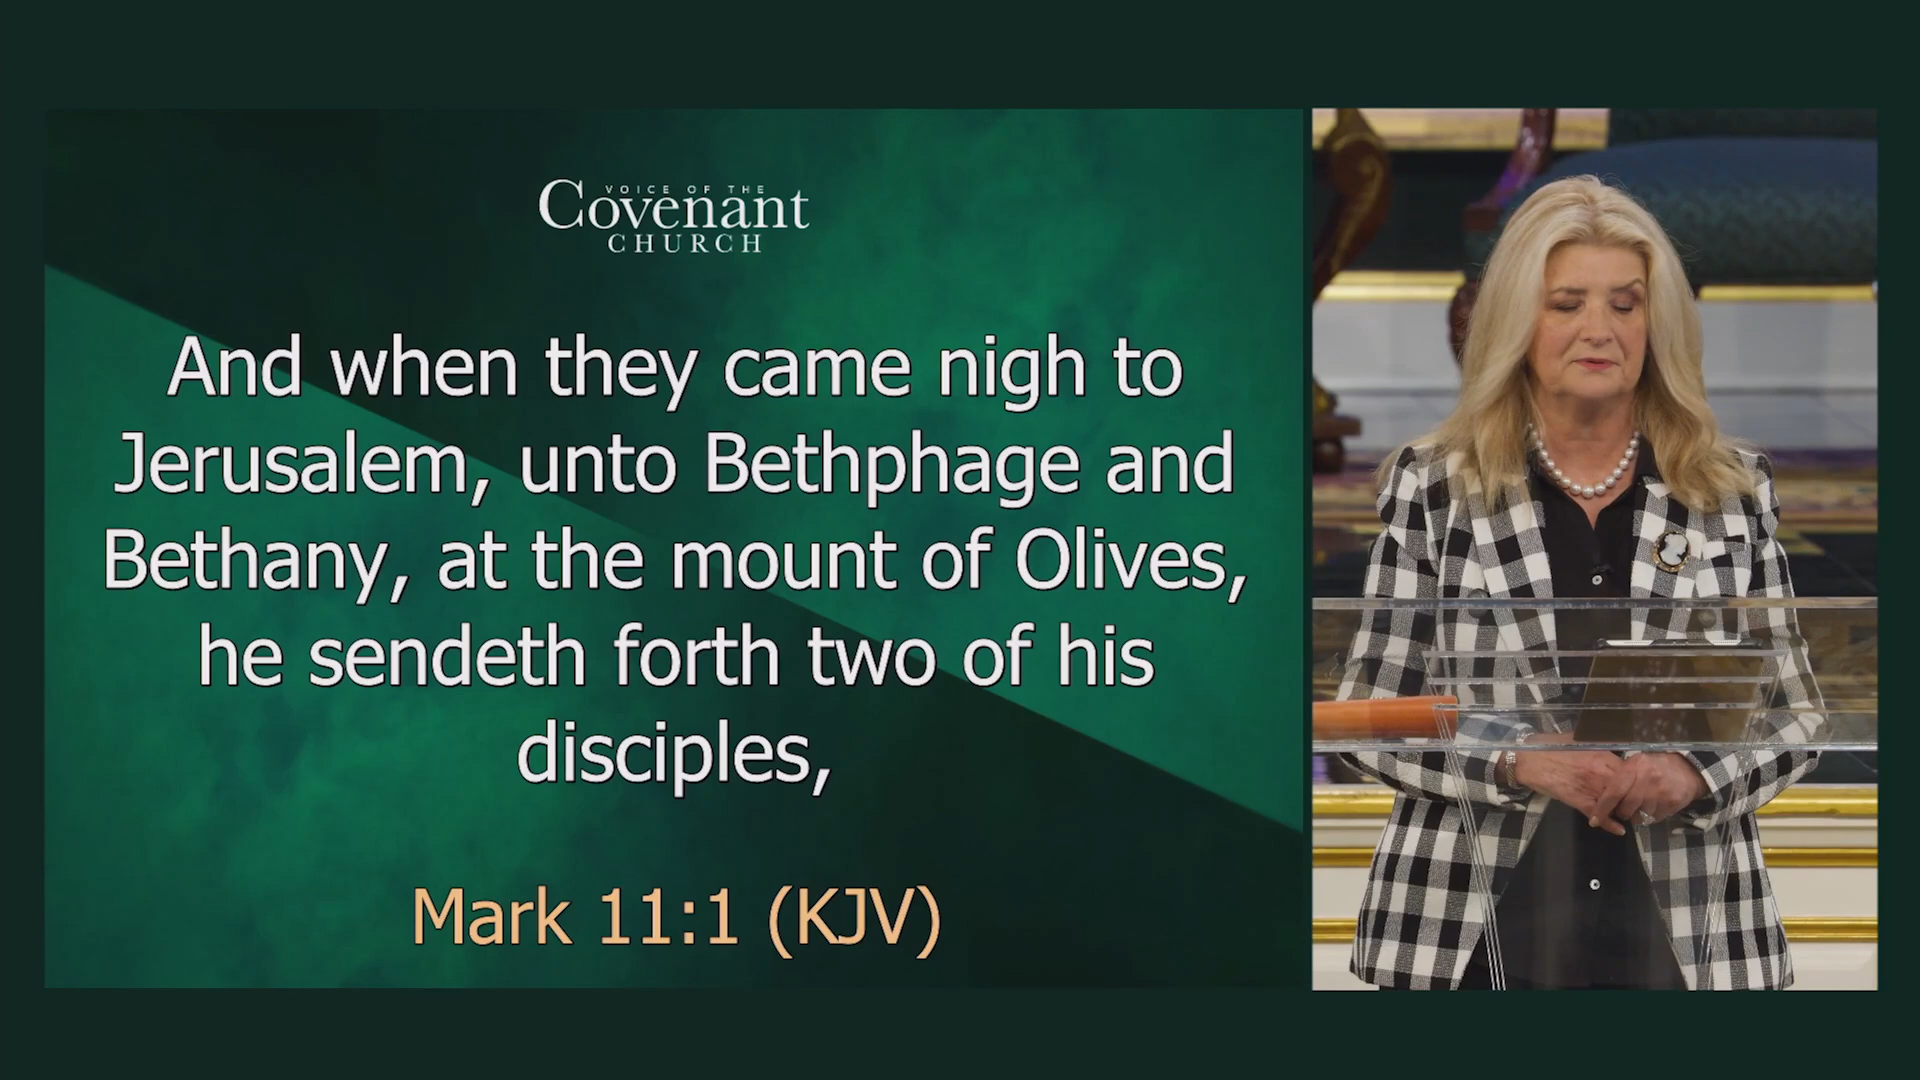 VOICE OF THE
Covenant
CHURCH
And when they came nigh to
Jerusalem, unto Bethphage and
Bethany, at the mount of Olives,
he sendeth forth two of his
disciples,
Mark 11:1 (KJV)